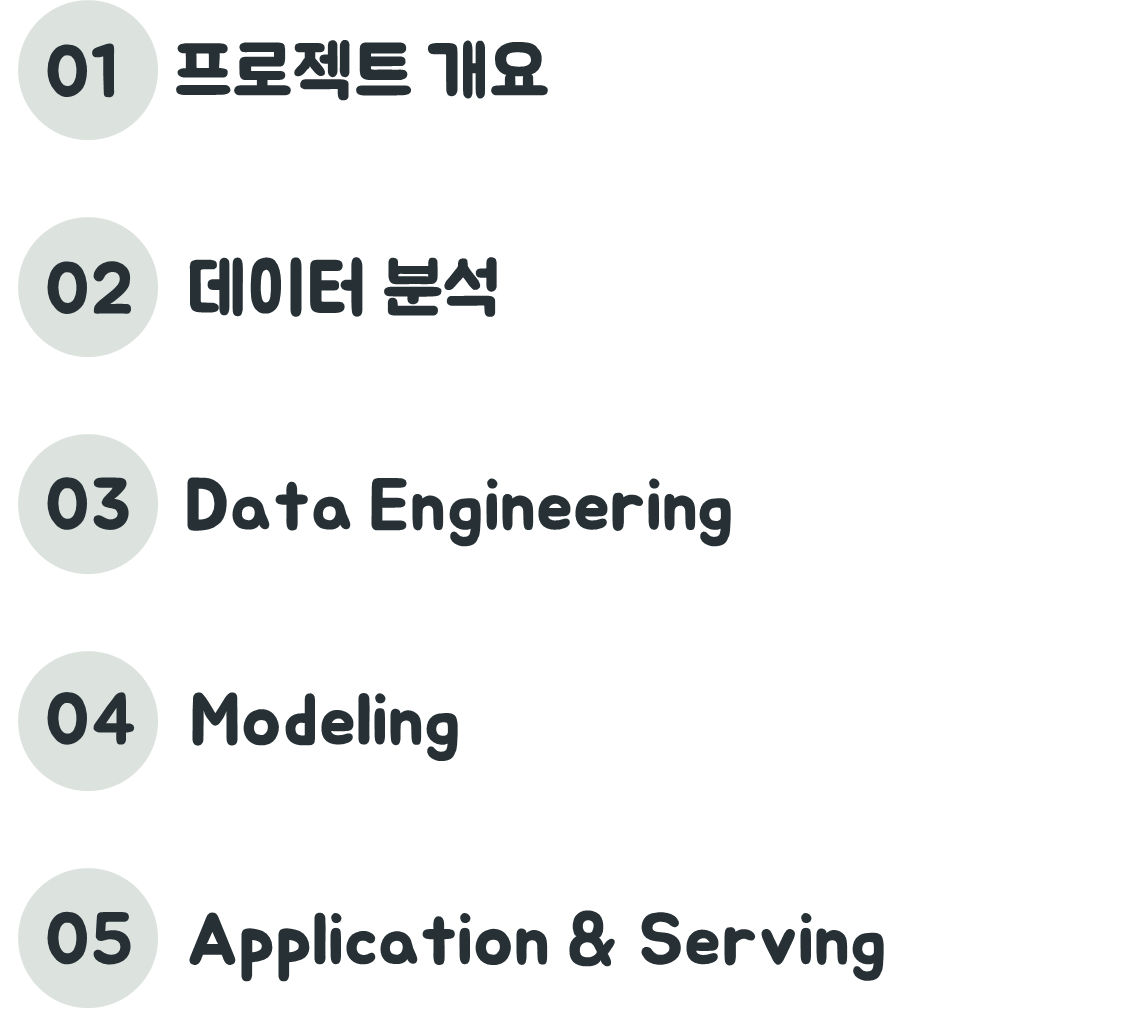 01 프로젝트 개요
02 데이터 분석
03 Data Engineering
04 Modeling
05 Application & Serving